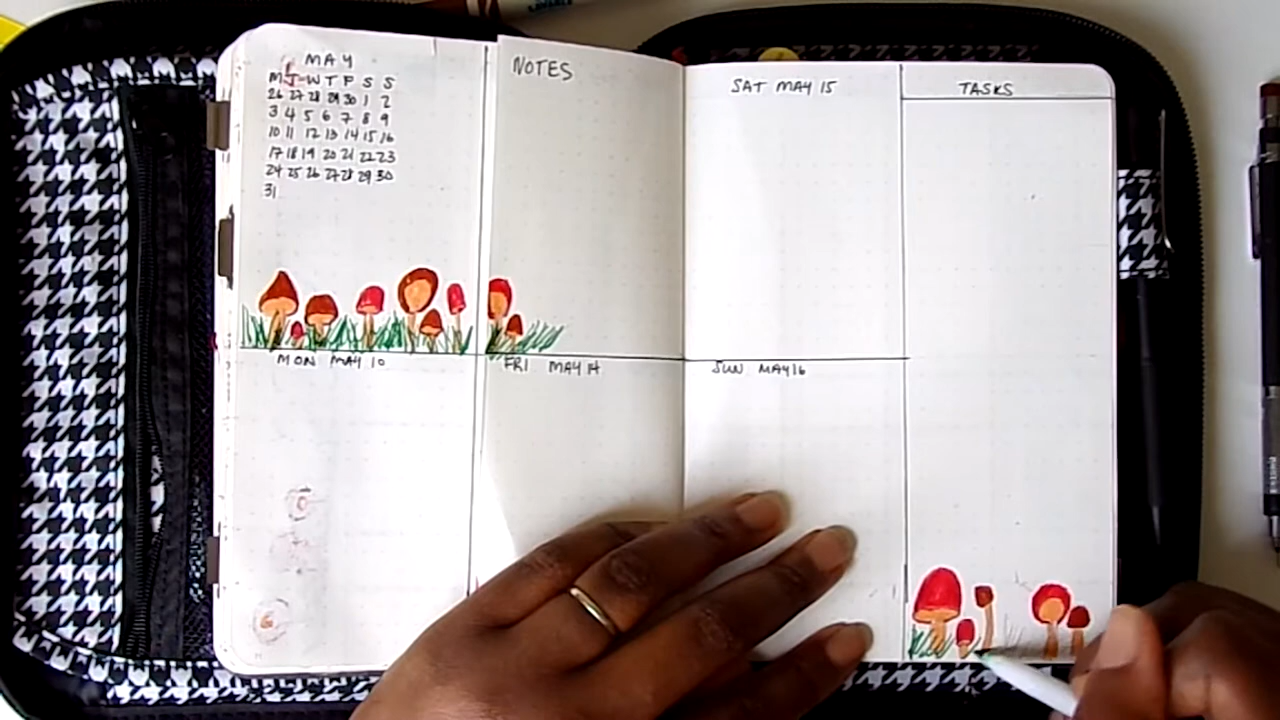 MAY
M T W T F S S
26 27 28 29 30 1 2
3 4 5 6 7 8 9
10 11 12 13 14 15 16
17 18 19 20 21 22 23
24 25 26 27 28 29 30
31
NOTES
MON MAY 10
FRI MAY 14
SAT MAY 15
SUN MAY 16
TASKS